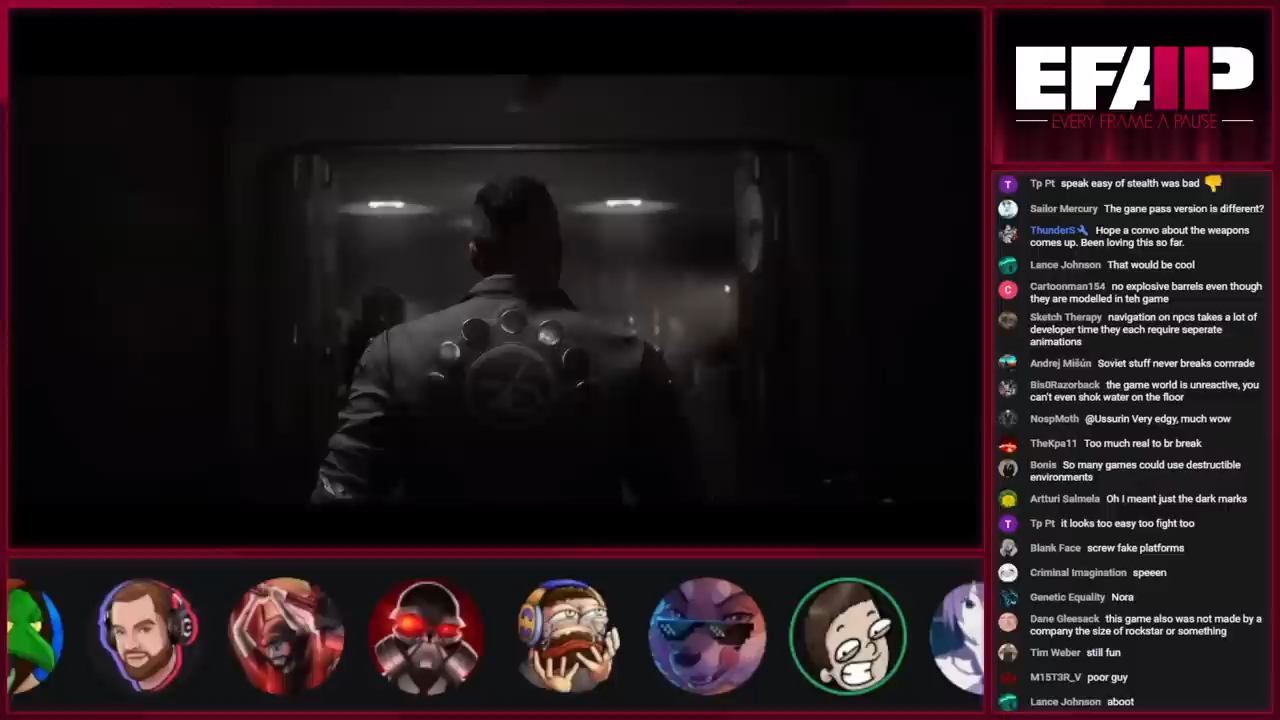 EFAP
EVERY FRAME A PAUSE
Tp Pt speak easy of stealth was bad
Sailor Mercury The gane pass version is different?
ThunderS Hope a convo about the weapons
comes up. Been loving this so far.
Lance Johnson That would be cool
Cartoonman154 no explosive barrels even though
they are modelled in teh game
Sketch Therapy navigation on npcs takes a lot of
developer time they each require seperate
animations
Andrej Mišún Soviet stuff never breaks comrade
Bis0Razorback the game world is unreactive, you
can't even shok water on the floor
NospMoth @Ussurin Very edgy, much wow
TheKpa11 Too much real to br break
Bonis So many games could use destructible
environments
Artturi Salmela Oh I meant just the dark marks
Tp Pt it looks too easy too fight too
Blank Face screw fake platforms
Criminal Imagination speeen
Genetic Equality Nora
Dane Gleesack this game also was not made by a
company the size of rockstar or something
Tim Weber still fun
M15T3R_V poor guy
Lance Johnson aboot